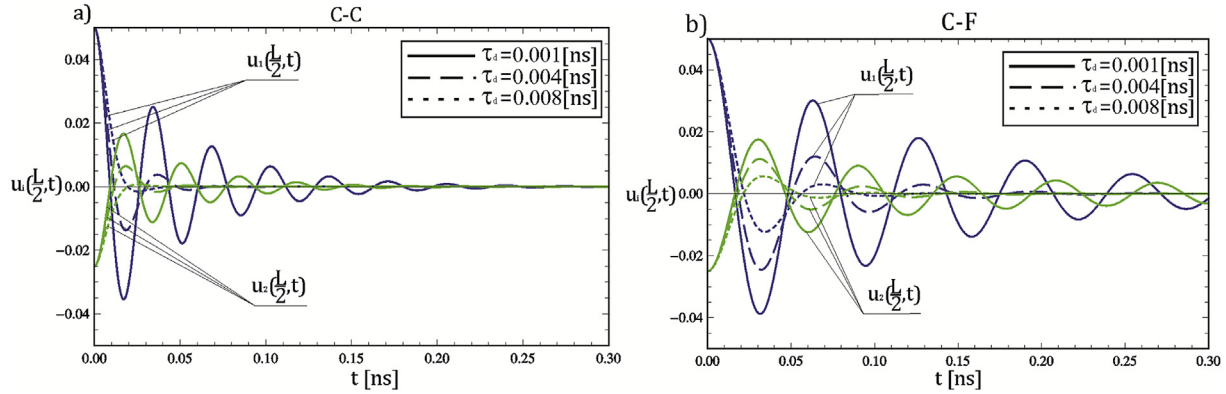 a)
C-C
0.04
0.02
0.00
−0.02
−0.04
uᵢ(L/2,t)
u₁(L/2,t)
u₂(L/2,t)
τd=0.001[ns]
τd=0.004[ns]
τd=0.008[ns]
0.00 0.05 0.10 0.15 0.20 0.25 0.30
t [ns]
b)
C-F
0.04
0.02
0.00
−0.02
−0.04
uᵢ(L/2,t)
u₁(L/2,t)
u₂(L/2,t)
τd=0.001[ns]
τd=0.004[ns]
τd=0.008[ns]
0.00 0.05 0.10 0.15 0.20 0.25 0.30
t [ns]